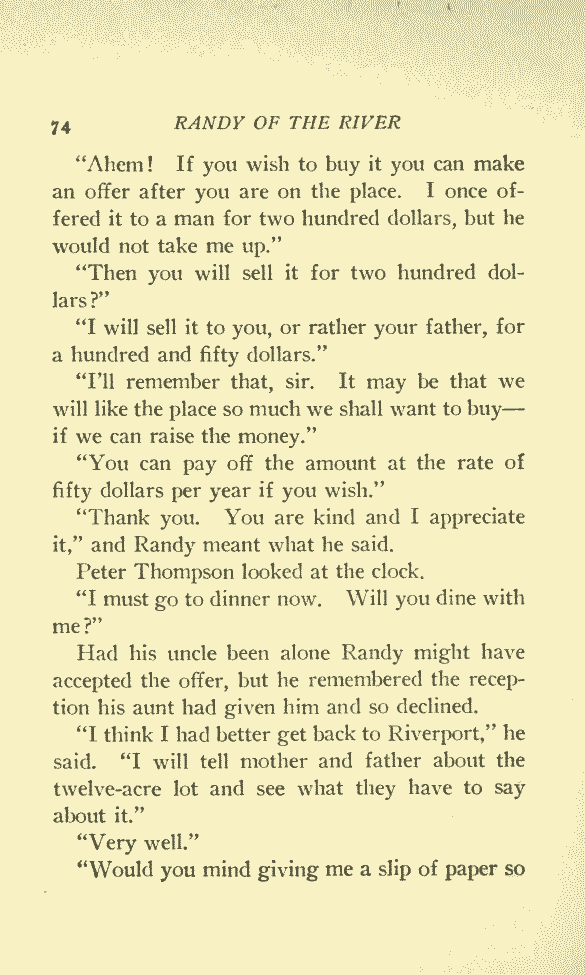 74 RANDY OF THE RIVER
“Ahem! If you wish to buy it you can make
an offer after you are on the place. I once of-
fered it to a man for two hundred dollars, but he
would not take me up.”
“Then you will sell it for two hundred dol-
lars?”
“I will sell it to you, or rather your father, for
a hundred and fifty dollars.”
“I’ll remember that, sir. It may be that we
will like the place so much we shall want to buy—
if we can raise the money.”
“You can pay off the amount at the rate of
fifty dollars per year if you wish.”
“Thank you. You are kind and I appreciate
it,” and Randy meant what he said.
Peter Thompson looked at the clock.
“I must go to dinner now. Will you dine with
me?”
Had his uncle been alone Randy might have
accepted the offer, but he remembered the recep-
tion his aunt had given him and so declined.
“I think I had better get back to Riverport,” he
said. “I will tell mother and father about the
twelve-acre lot and see what they have to say
about it.”
“Very well.”
“Would you mind giving me a slip of paper so